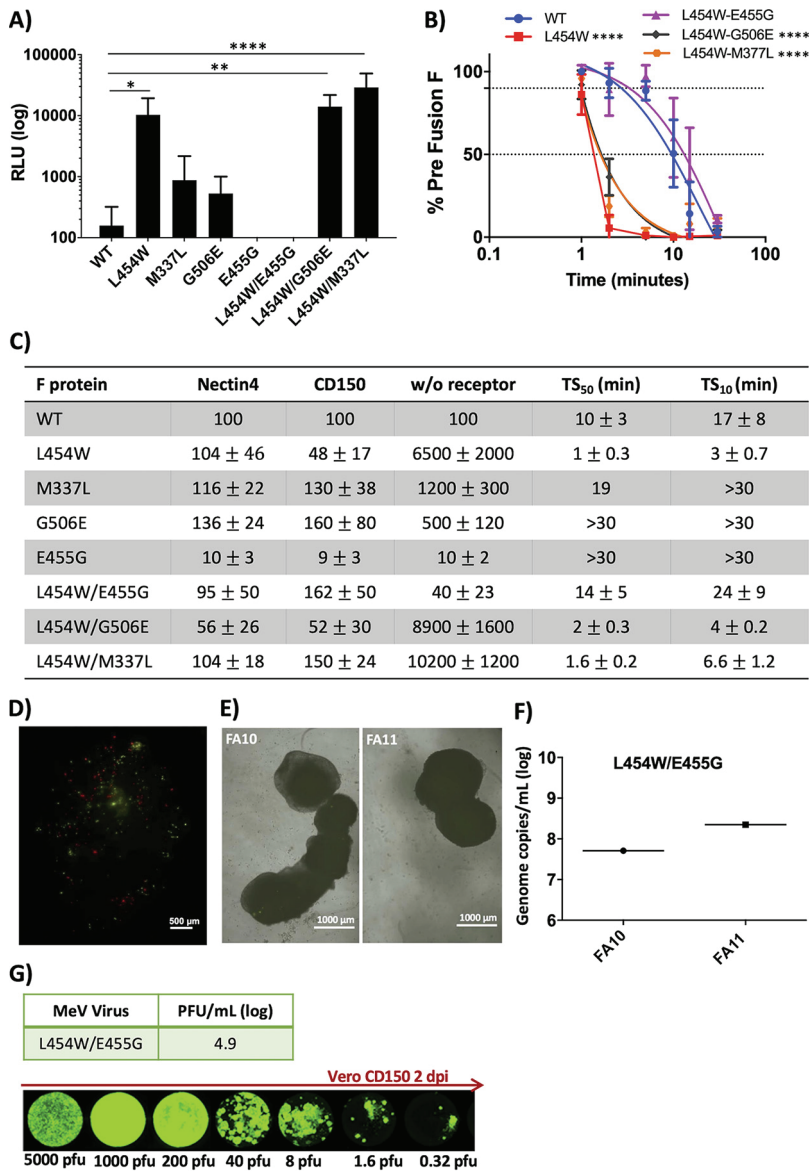 A)
****
**
*
RLU (log)
100000
10000
1000
100
WT
L454W
M337L
G506E
E455G
L454W/E455G
L454W/G506E
L454W/M337L
B)
WT
L454W ****
L454W-E455G
L454W-G506E ****
L454W-M377L ****
% Pre Fusion F
100
50
0
0.1 1 10 100
Time (minutes)
C)
F protein Nectin4 CD150 w/o receptor TS50 (min) TS10 (min)
WT 100 100 100 10 ± 3 17 ± 8
L454W 104 ± 46 48 ± 17 6500 ± 2000 1 ± 0.3 3 ± 0.7
M337L 116 ± 22 130 ± 38 1200 ± 300 19 >30
G506E 136 ± 24 160 ± 80 500 ± 120 >30 >30
E455G 10 ± 3 9 ± 3 10 ± 2 >30 >30
L454W/E455G 95 ± 50 162 ± 50 40 ± 23 14 ± 5 24 ± 9
L454W/G506E 56 ± 26 52 ± 30 8900 ± 1600 2 ± 0.3 4 ± 0.2
L454W/M337L 104 ± 18 150 ± 24 10200 ± 1200 1.6 ± 0.2 6.6 ± 1.2
D)
500 µm
E)
FA10
1000 µm
FA11
1000 µm
F)
L454W/E455G
Genome copies/mL (log)
10
9
8
7
6
FA10
FA11
G)
MeV Virus PFU/mL (log)
L454W/E455G 4.9
Vero CD150 2 dpi
5000 pfu 1000 pfu 200 pfu 40 pfu 8 pfu 1.6 pfu 0.32 pfu